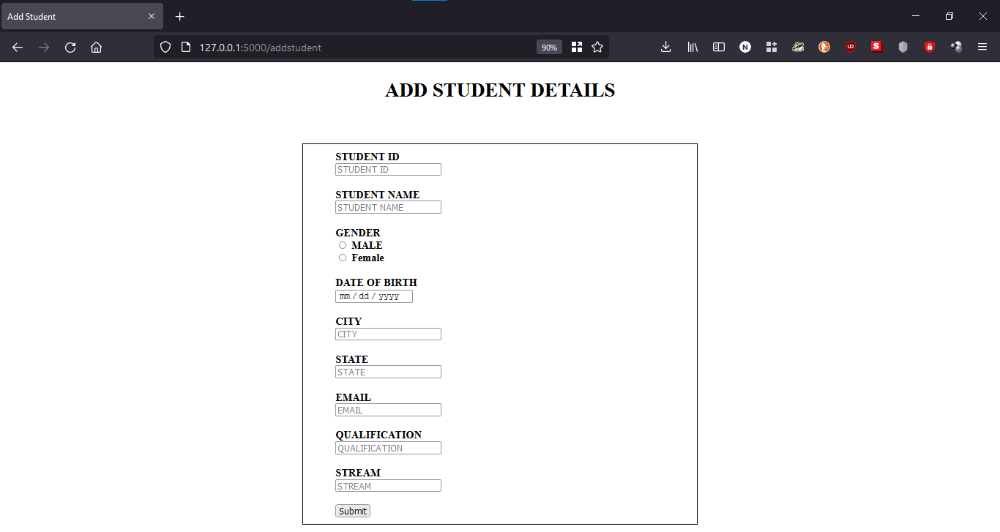 Add Student
127.0.0.1:5000/addstudent
90%
N
UD
S
ADD STUDENT DETAILS
STUDENT ID
STUDENT ID
STUDENT NAME
STUDENT NAME
GENDER
MALE
Female
DATE OF BIRTH
mm / dd / yyyy
CITY
CITY
STATE
STATE
EMAIL
EMAIL
QUALIFICATION
QUALIFICATION
STREAM
STREAM
Submit